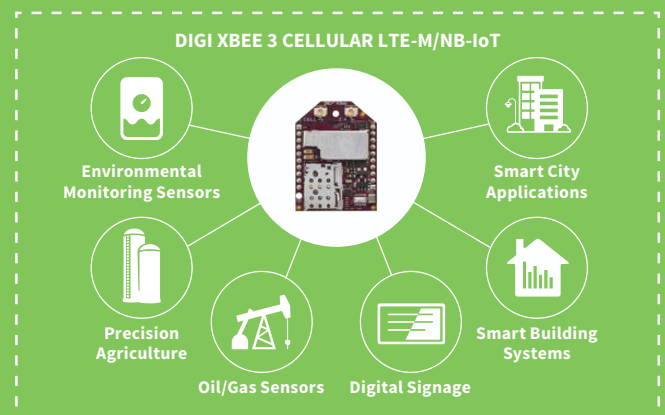 DIGI XBEE 3 CELLULAR LTE-M/NB-IoT
Environmental
Monitoring Sensors
Smart City
Applications
Precision
Agriculture
Smart Building
Systems
Oil/Gas Sensors
Digital Signage